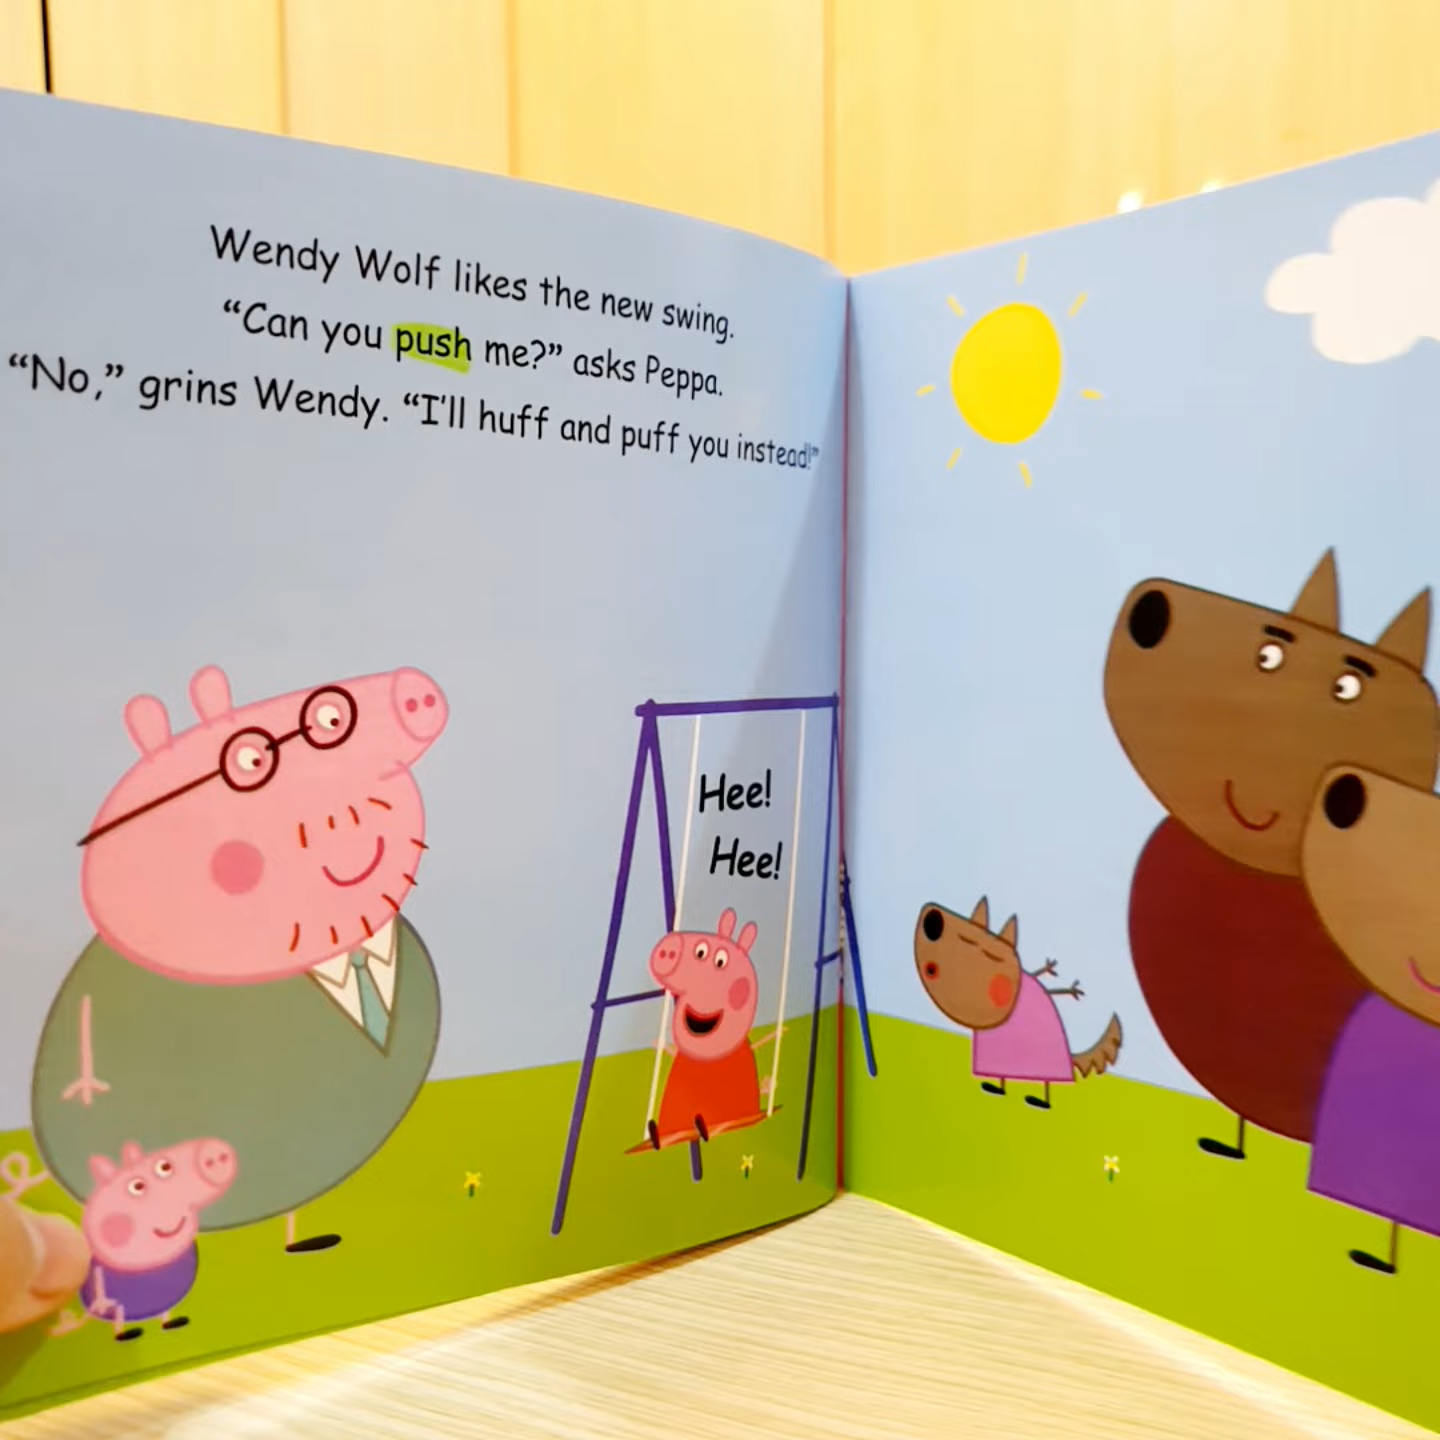 Wendy Wolf likes the new swing.
“Can you push me?” asks Peppa.
“No,” grins Wendy. “I'll huff and puff you instead!”
Hee!
Hee!